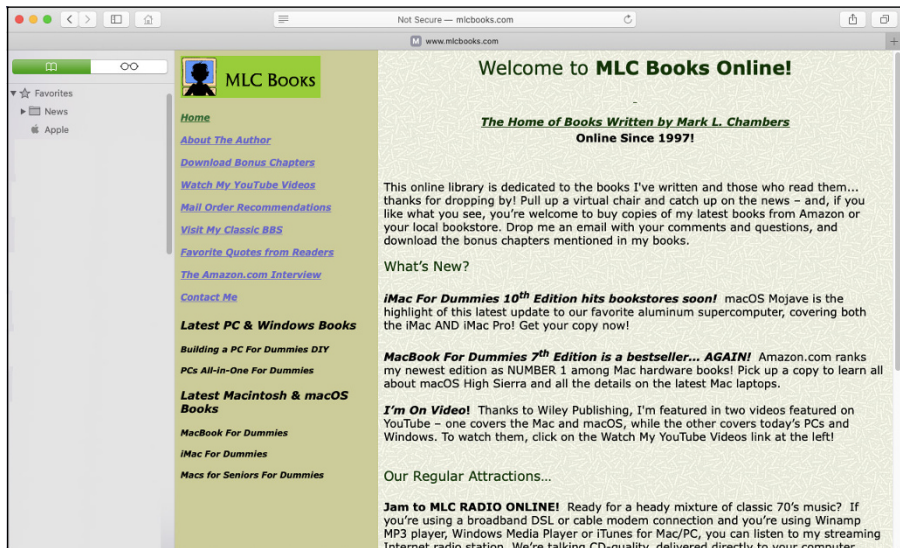 Not Secure — mlcbooks.com
www.mlcbooks.com
Favorites
News
Apple
MLC BOOKS
Home
About The Author
Download Bonus Chapters
Watch My YouTube Videos
Mail Order Recommendations
Visit My Classic BBS
Favorite Quotes from Readers
The Amazon.com Interview
Contact Me
Latest PC & Windows Books
Building a PC For Dummies DIY
PCs All-in-One For Dummies
Latest Macintosh & macOS
Books
MacBook For Dummies
iMac For Dummies
Macs for Seniors For Dummies
Welcome to MLC Books Online!
-
The Home of Books Written by Mark L. Chambers
Online Since 1997!
This online library is dedicated to the books I've written and those who read them...
thanks for dropping by! Pull up a virtual chair and catch up on the news – and, if you
like what you see, you're welcome to buy copies of my latest books from Amazon or
your local bookstore. Drop me an email with your comments and questions, and
download the bonus chapters mentioned in my books.
What's New?
iMac For Dummies 10th Edition hits bookstores soon! macOS Mojave is the
highlight of this latest update to our favorite aluminum supercomputer, covering both
the iMac AND iMac Pro! Get your copy now!
MacBook For Dummies 7th Edition is a bestseller... AGAIN! Amazon.com ranks
my newest edition as NUMBER 1 among Mac hardware books! Pick up a copy to learn all
about macOS High Sierra and all the details on the latest Mac laptops.
I'm On Video! Thanks to Wiley Publishing, I'm featured in two videos featured on
YouTube – one covers the Mac and macOS, while the other covers today's PCs and
Windows. To watch them, click on the Watch My YouTube Videos link at the left!
Our Regular Attractions...
Jam to MLC RADIO ONLINE! Ready for a heady mixture of classic 70's music? If
you're using a broadband DSL or cable modem connection and you're using Winamp
MP3 player, Windows Media Player or iTunes for Mac/PC, you can listen to my streaming
Internet radio station. We're talking CD-quality, delivered directly to your computer